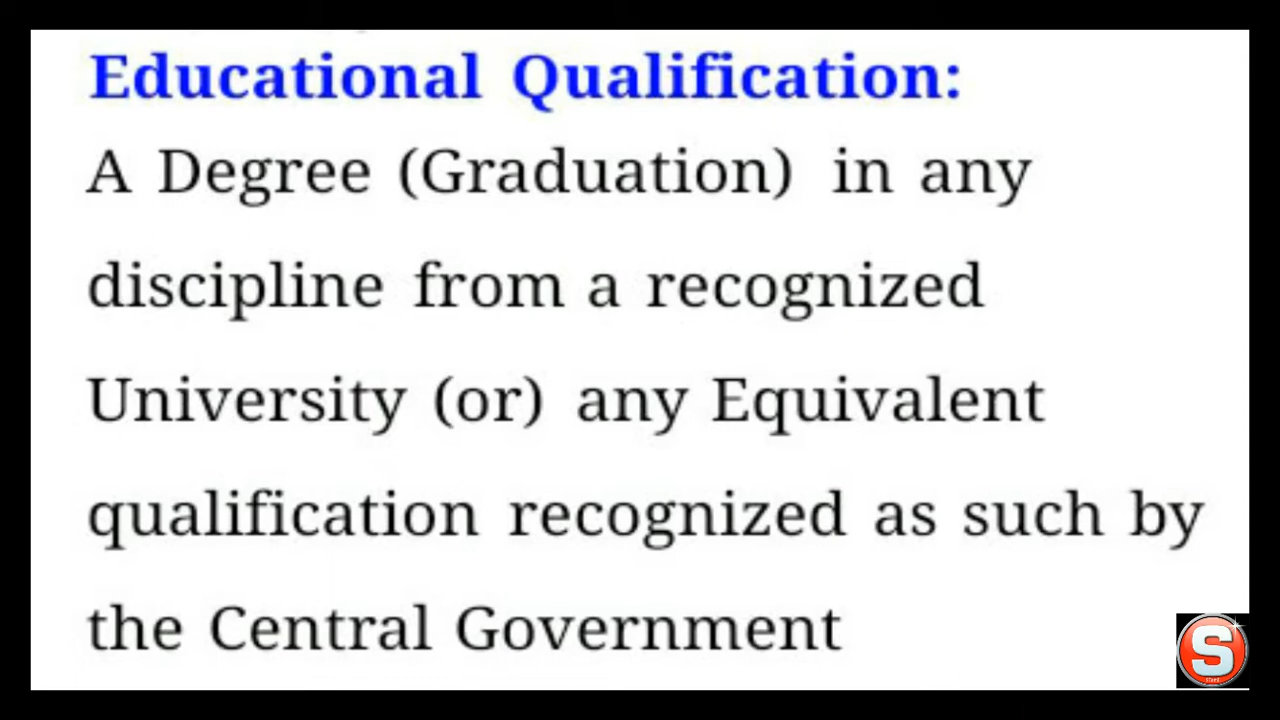 Educational Qualification:
A Degree (Graduation) in any
discipline from a recognized
University (or) any Equivalent
qualification recognized as such by
the Central Government
S